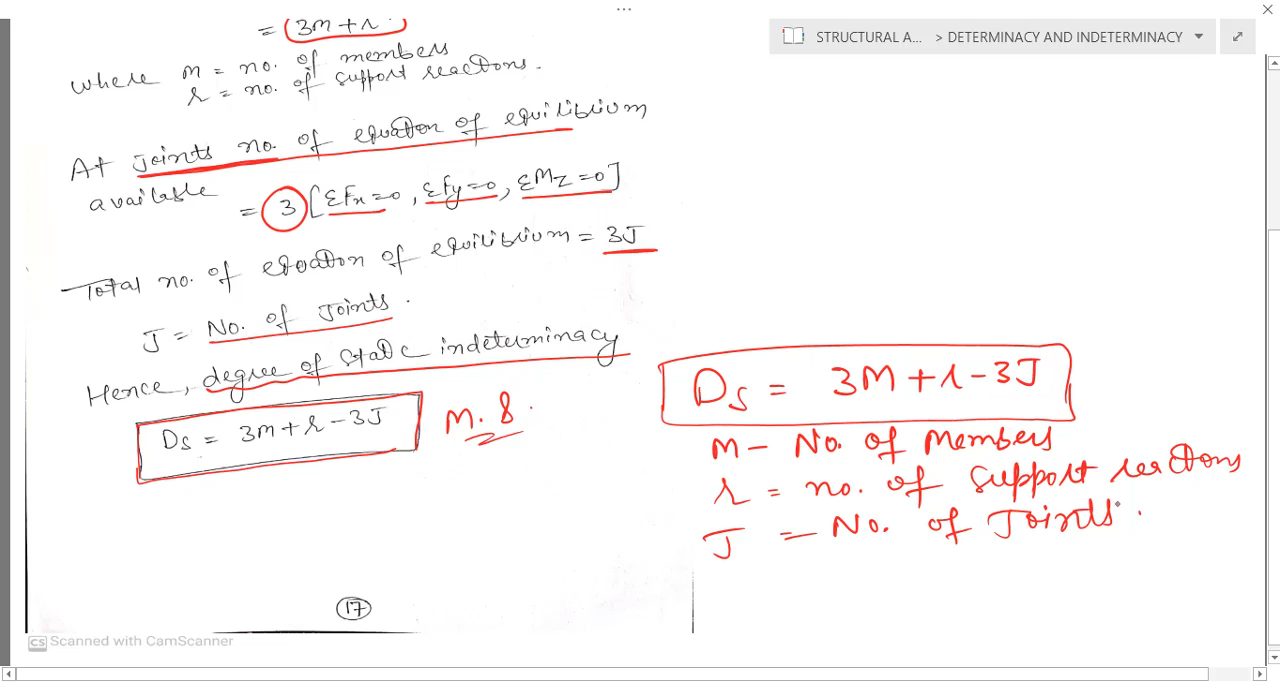 ...
STRUCTURAL A... > DETERMINACY AND INDETERMINACY
= (3m + r)
where m = no. of members
r = no. of support reactions.
At Joints no. of equation of equilibrium
available = 3 [ΣFx=0, ΣFy=0, ΣMz=0]
Total no. of equation of equilibrium = 3J
J = No. of Joints.
Hence, degree of static indeterminacy
Ds = 3m + r - 3J
M. 8.
Ds = 3M + r - 3J
M - No. of Members
r = no. of Support reactions
J = No. of Joints.
17
CS Scanned with CamScanner